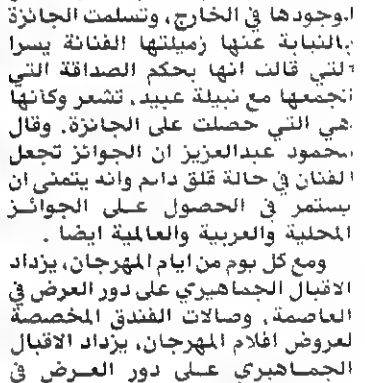 لوجودها في الخارج، وتسلمت الجائزة
بالنيابة عنها زميلتها الفنانة يسرا
التي قالت انها بحكم الصداقة التي
تجمعها مع نبيلة عبيد، تشعر وكأنها
هي التي حصلت على الجائزة. وقال
محمود عبدالعزيز ان الجوائز تجعل
الفنان في حالة قلق دائم وانه يتمنى ان
يستمر في الحصول على الجوائز
المحلية والعربية والعالمية ايضا .
ومع كل يوم من ايام المهرجان، يزداد
الاقبال الجماهيري على دور العرض في
العاصمة، وصالات الفندق المخصصة
لعروض افلام المهرجان، يزداد الاقبال
الجماهيري على دور العرض في